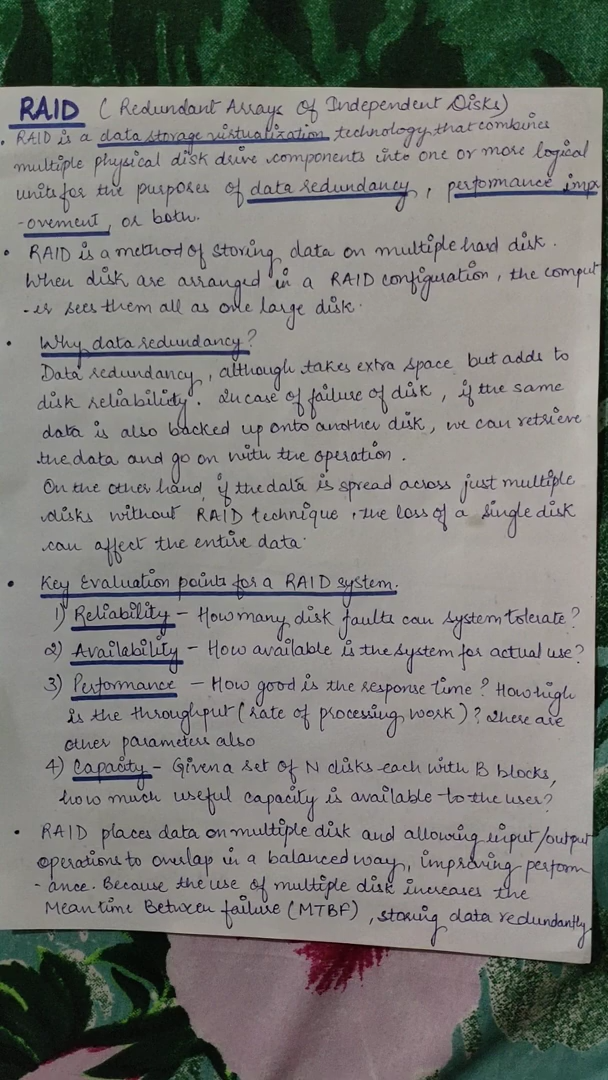 RAID ( Redundant Arrays Of Independent Disks)
• RAID is a data storage virtualization technology that combines
multiple physical disk drive components into one or more logical
units for the purposes of data redundancy, performance impr
-ovement, or both.
• RAID is a method of storing data on multiple hard disk.
When disk are arranged in a RAID configuration, the comput
-er sees them all as one large disk.
• Why data redundancy?
Data redundancy, although takes extra space but adds to
disk reliability. In case of failure of disk, if the same
data is also backed up onto another disk, we can retrieve
the data and go on with the operation.
On the other hand, if the data is spread across just multiple
disks without RAID technique, the loss of a single disk
can affect the entire data.
• Key Evaluation points for a RAID system.
1) Reliability - How many disk faults can system tolerate?
2) Availability - How available is the system for actual use?
3) Performance - How good is the response time? How high
is the throughput (rate of processing work)? There are
other parameters also
4) Capacity - Given a set of N disks each with B blocks,
how much useful capacity is available to the user?
• RAID places data on multiple disk and allowing input/output
operations to overlap in a balanced way, improving perform
-ance. Because the use of multiple disk increases the
Mean time Between failure (MTBF), storing data redundantly